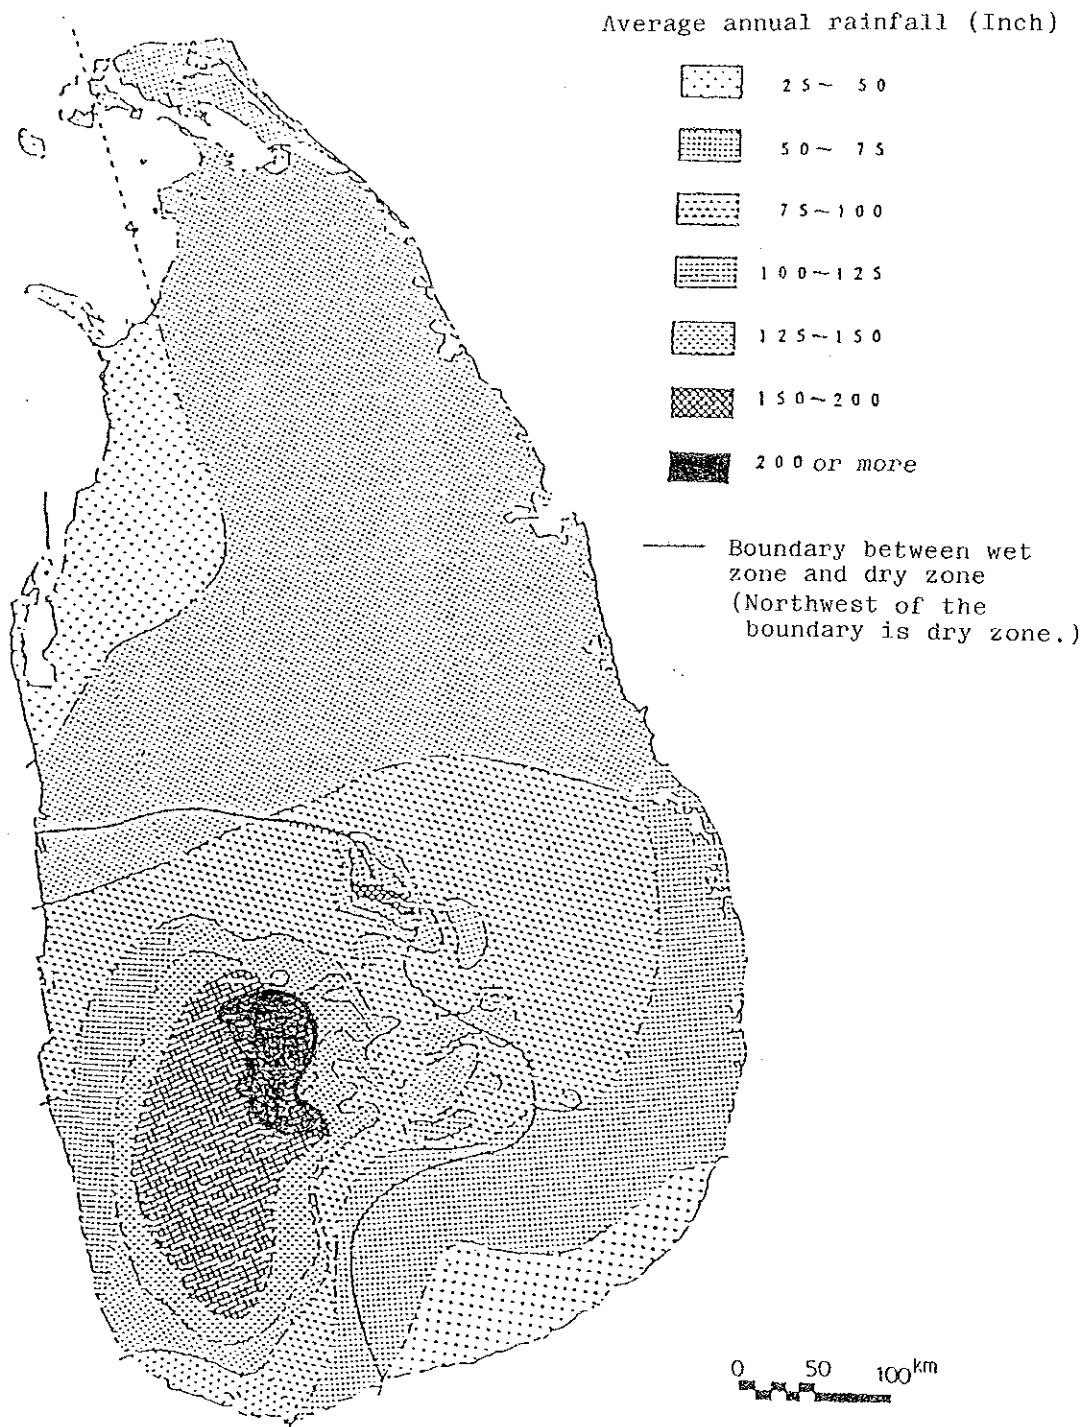 Average annual rainfall (Inch)
25~ 50
50~ 75
75~100
100~125
125~150
150~200
200 or more
Boundary between wet
zone and dry zone
(Northwest of the
boundary is dry zone.)
0 50 100km